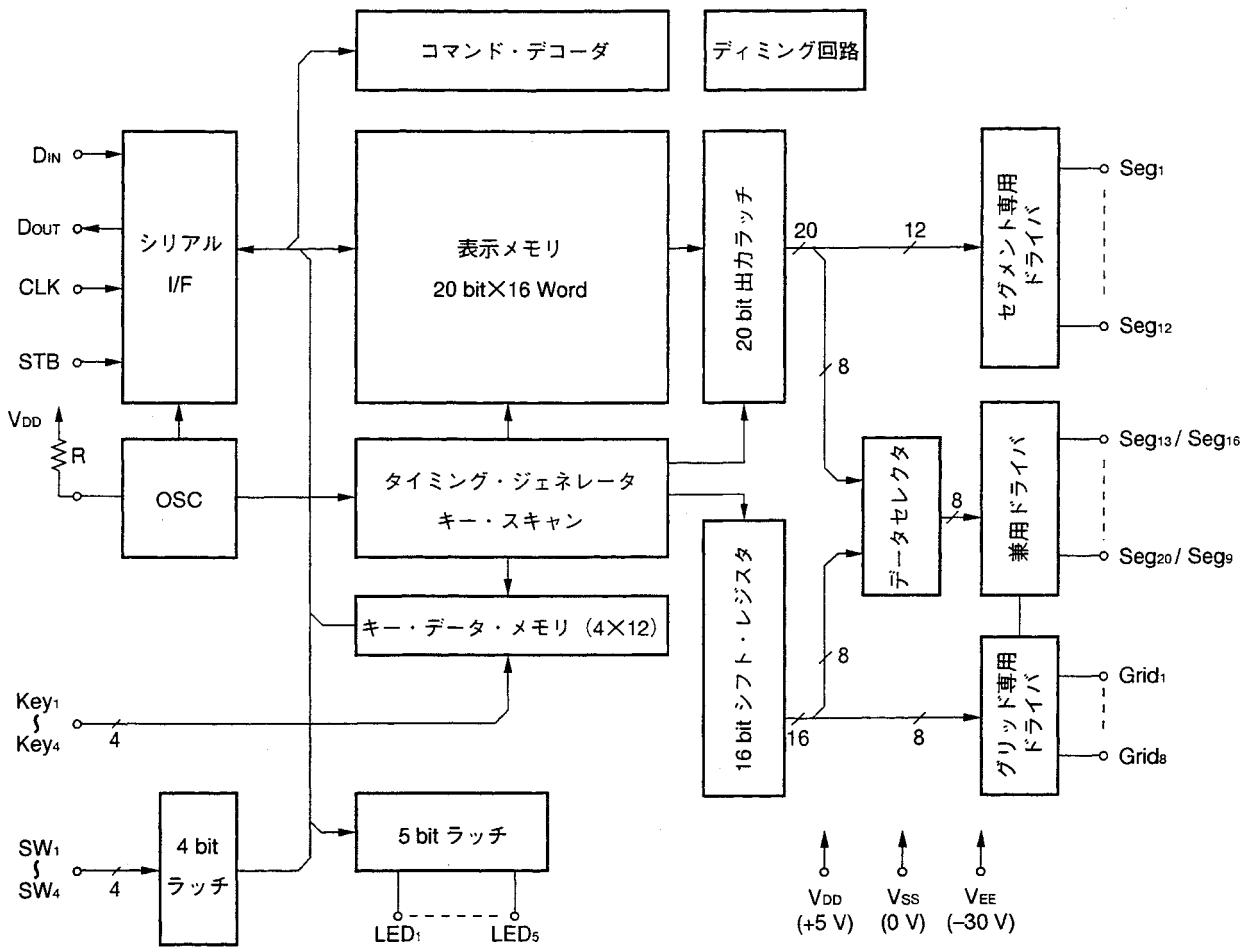 コマンド・デコーダ
ディミング回路
DIN
DOUT
CLK
STB
シリアル
I/F
表示メモリ
20 bit×16 Word
20 bit 出力ラッチ
20
12
8
セグメント専用
ドライバ
Seg1
Seg12
VDD
R
OSC
タイミング・ジェネレータ
キー・スキャン
データセレクタ
8
兼用ドライバ
Seg13 / Seg16
Seg20 / Seg9
キー・データ・メモリ (4×12)
16 bit シフト・レジスタ
8
16
8
グリッド専用
ドライバ
Grid1
Grid8
Key1
〜
Key4
4
SW1
〜
SW4
4
4 bit
ラッチ
5 bit ラッチ
LED1
LED5
VDD
(+5 V)
VSS
(0 V)
VEE
(–30 V)